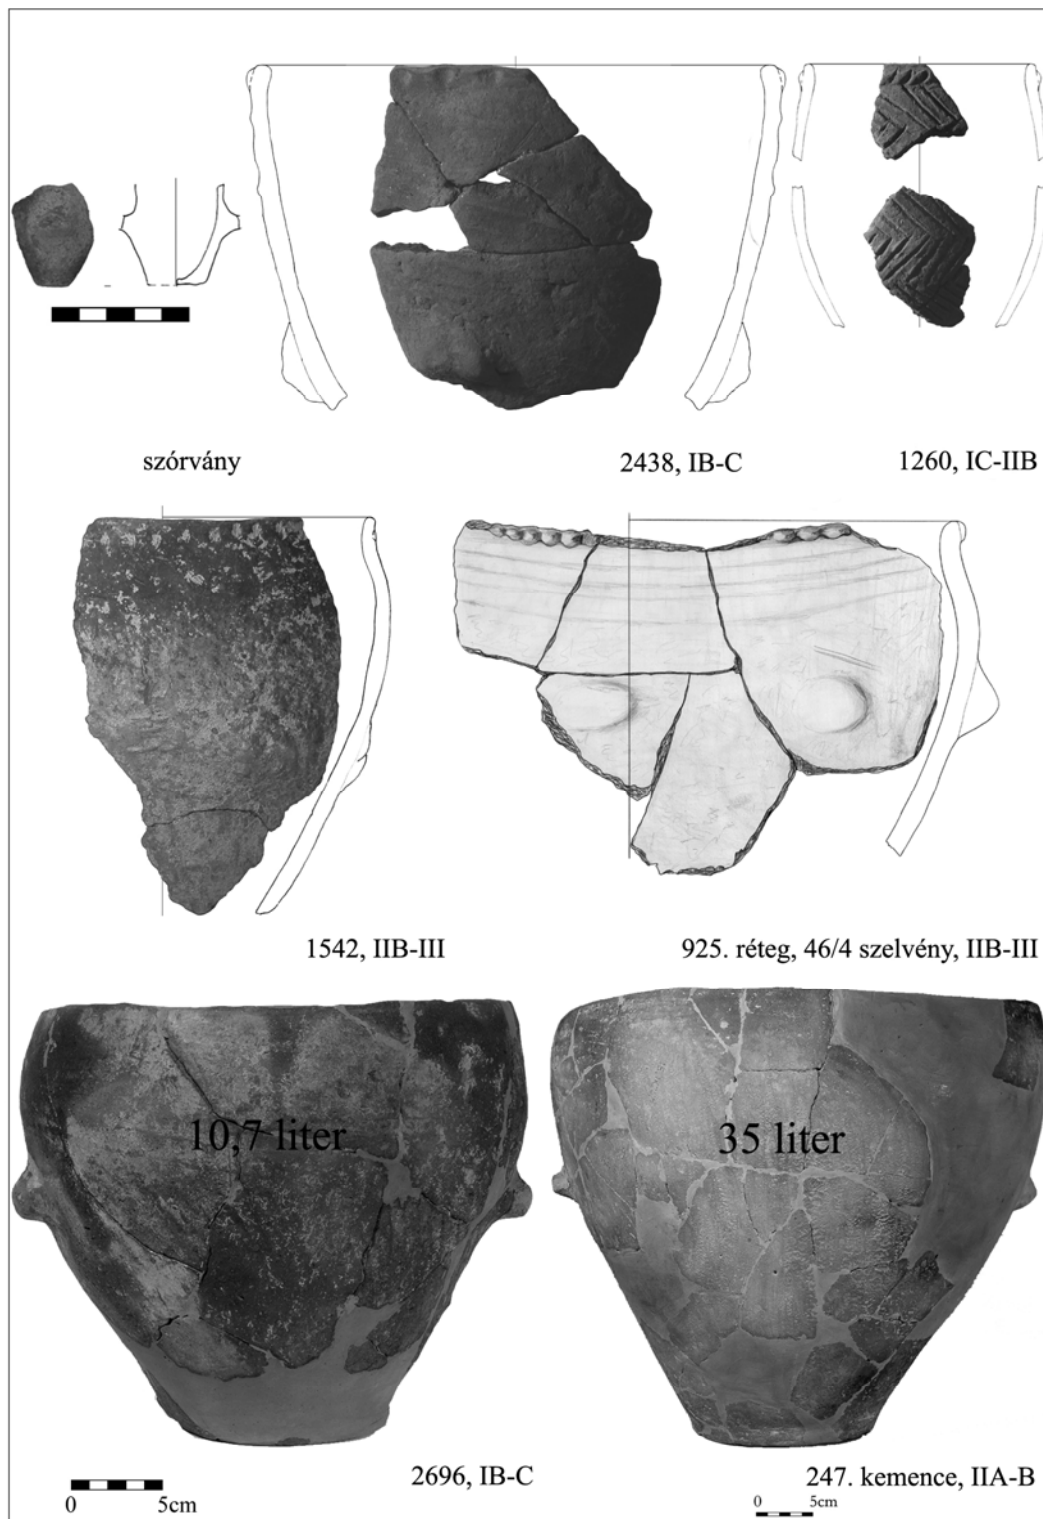 szórvány
2438, IB-C
1260, IC-IIB
1542, IIB-III
925. réteg, 46/4 szelvény, IIB-III
10,7 liter
35 liter
2696, IB-C
247. kemence, IIA-B
0 5cm
0 5cm